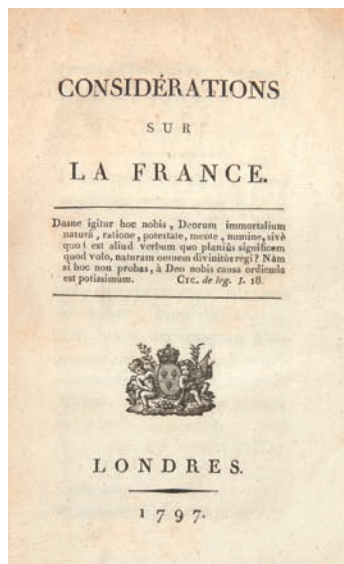 CONSIDÉRATIONS
SUR
LA FRANCE.
Dasne igitur hoc nobis, Deorum immortalium
naturâ, ratione, potestate, mente, numine, sivè
quod est aliud verbum quo planiùs significem
quod volo, naturam omnem divinitùs regi? Nàm
si hoc non probas, à Deo nobis causa ordienda
est potissimum. CIC. de leg. I. 18.
LONDRES.
1797.